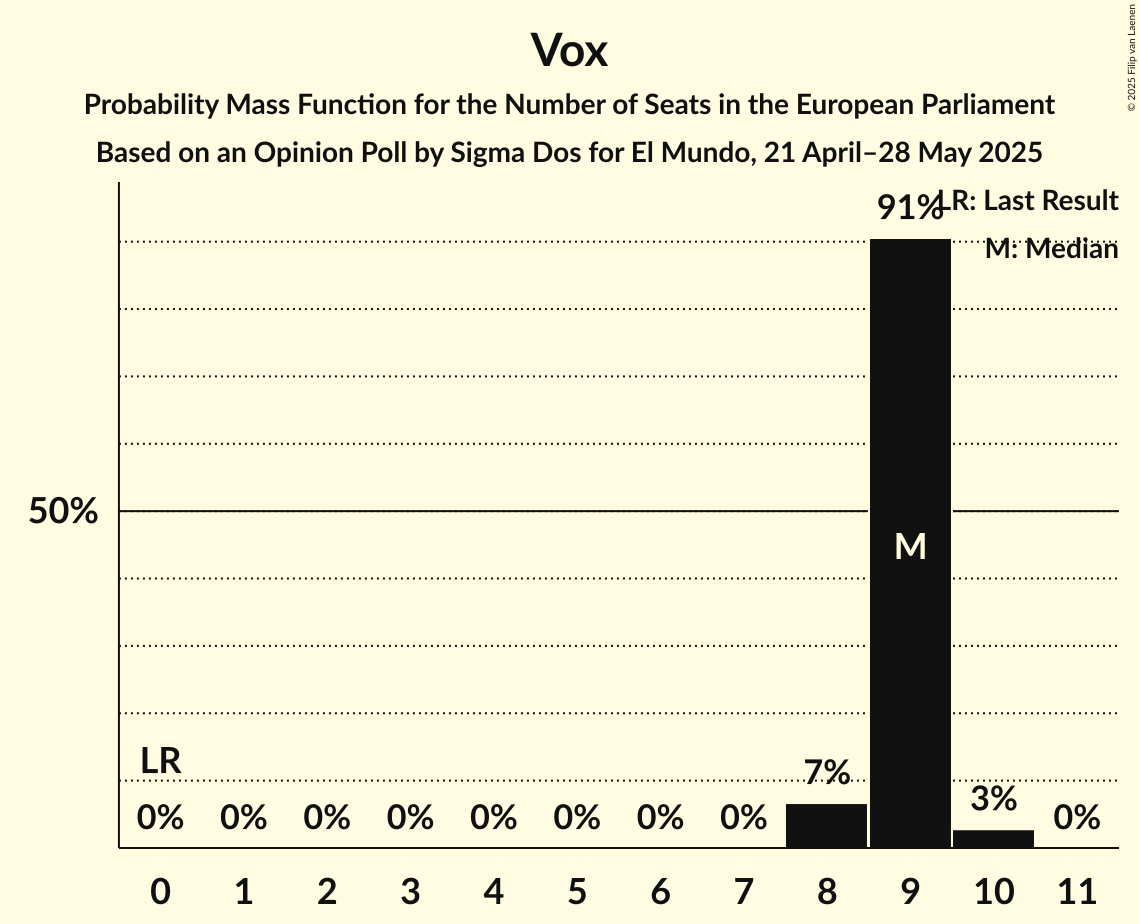 Vox
Probability Mass Function for the Number of Seats in the European Parliament
Based on an Opinion Poll by Sigma Dos for El Mundo, 21 April–28 May 2025
© 2025 Filip van Laenen
LR: Last Result
M: Median
91%
50%
M
LR
0% 0% 0% 0% 0% 0% 0% 0% 7% 3% 0%
0 1 2 3 4 5 6 7 8 9 10 11